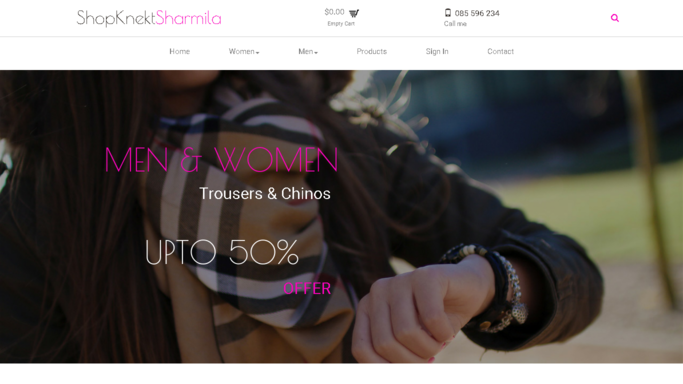 ShopKnektSharmila
$0.00
Empty Cart
085 596 234
Call me
Home Women Men Products Sign In Contact
MEN & WOMEN
Trousers & Chinos
UPTO 50%
OFFER